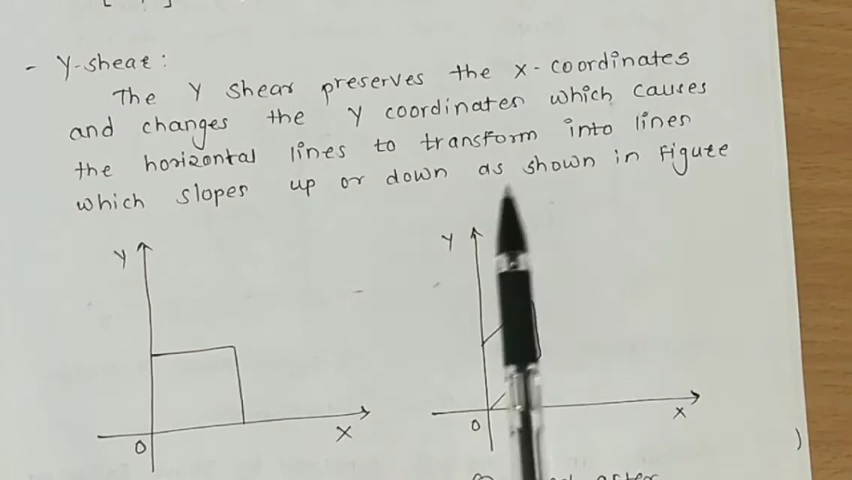 - Y-shear:
The Y shear preserves the X-coordinates
and changes the Y coordinates which causes
the horizontal lines to transform into lines
which slopes up or down as shown in Figure
Y
Y
O
X
O
X
after
)